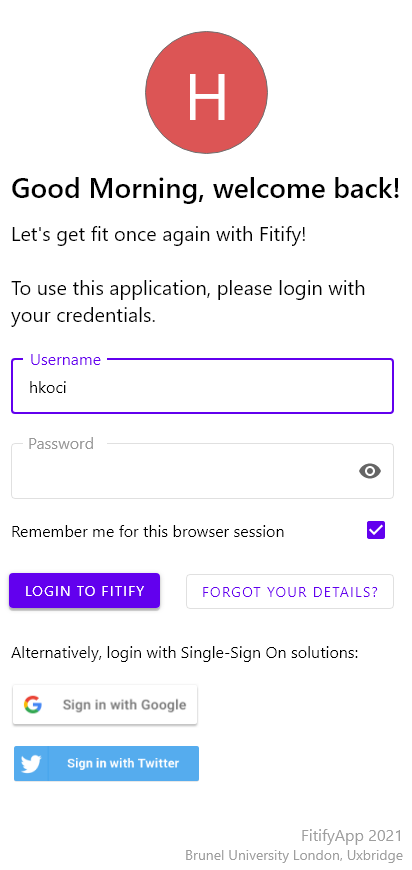 H
Good Morning, welcome back!
Let's get fit once again with Fitify!
To use this application, please login with
your credentials.
Username
hkoci
Password
Remember me for this browser session
LOGIN TO FITIFY
FORGOT YOUR DETAILS?
Alternatively, login with Single-Sign On solutions:
Sign in with Google
Sign in with Twitter
FitifyApp 2021
Brunel University London, Uxbridge